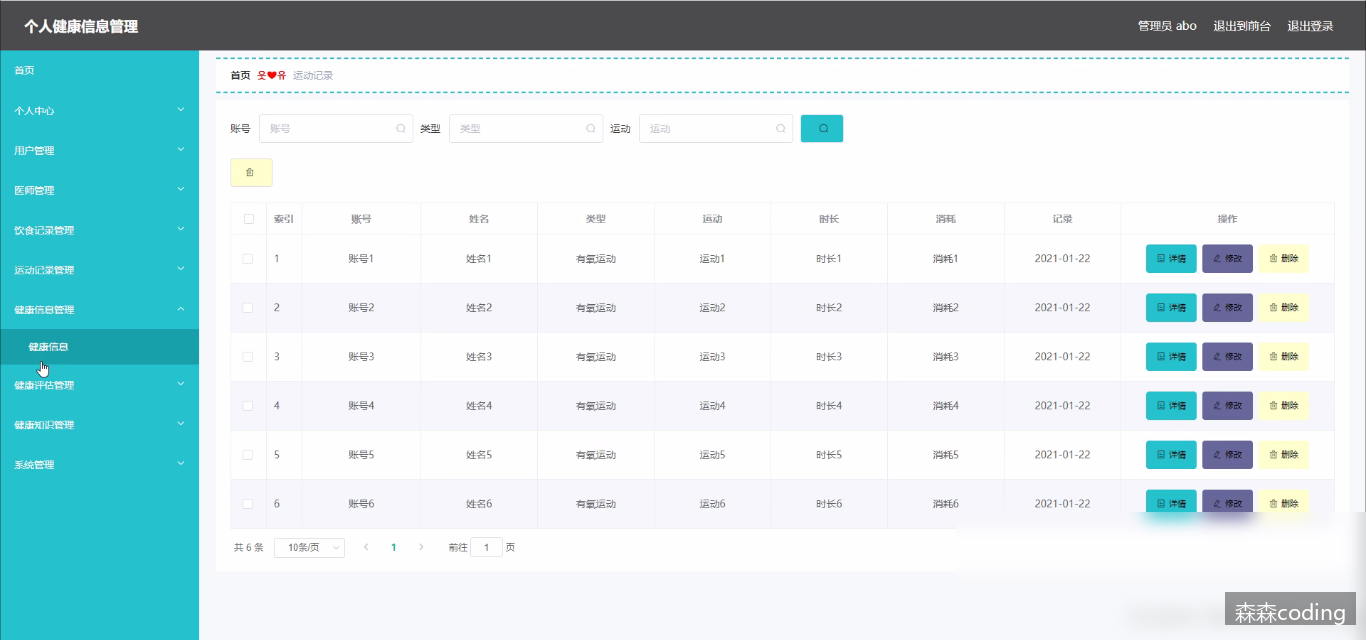 个人健康信息管理 管理员 abo 退出到前台 退出登录
首页
个人中心
用户管理
医师管理
饮食记录管理
运动记录管理
健康信息管理
健康信息
健康评估管理
健康知识管理
系统管理
首页 웃❤유 运动记录
账号 账号 类型 类型 运动 运动
索引 账号 姓名 类型 运动 时长 消耗 记录 操作
1 账号1 姓名1 有氧运动 运动1 时长1 消耗1 2021-01-22 详情 修改 删除
2 账号2 姓名2 有氧运动 运动2 时长2 消耗2 2021-01-22 详情 修改 删除
3 账号3 姓名3 有氧运动 运动3 时长3 消耗3 2021-01-22 详情 修改 删除
4 账号4 姓名4 有氧运动 运动4 时长4 消耗4 2021-01-22 详情 修改 删除
5 账号5 姓名5 有氧运动 运动5 时长5 消耗5 2021-01-22 详情 修改 删除
6 账号6 姓名6 有氧运动 运动6 时长6 消耗6 2021-01-22 详情 修改 删除
共 6 条 10条/页 1 前往 1 页
森森coding